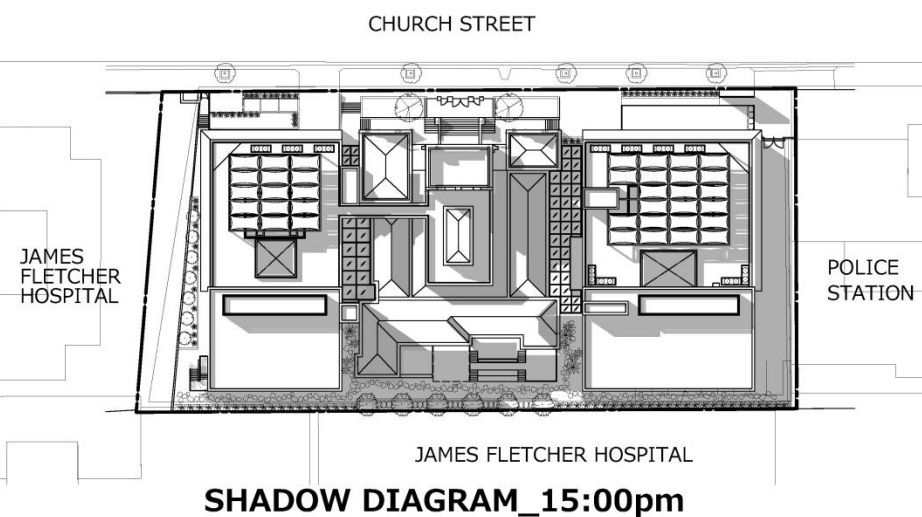 CHURCH STREET
JAMES
FLETCHER
HOSPITAL
POLICE
STATION
JAMES FLETCHER HOSPITAL
SHADOW DIAGRAM_15:00pm